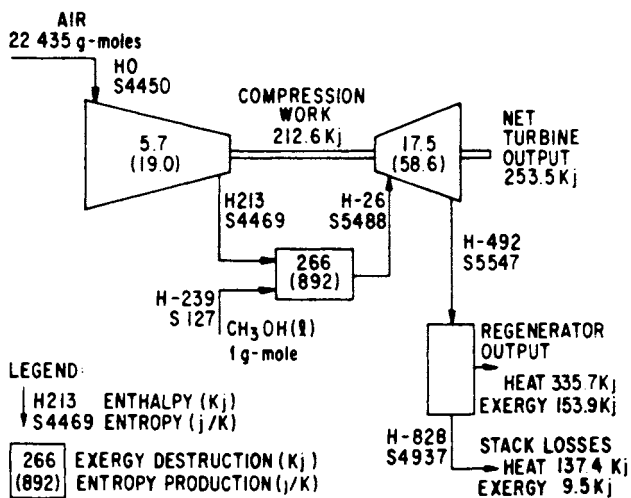 AIR
22 435 g-moles
HO
S4450
COMPRESSION
WORK
212.6 Kj
5.7
(19.0)
17.5
(58.6)
NET
TURBINE
OUTPUT
253.5 Kj
H213
S4469
H-26
S5488
H-492
S5547
266
(892)
H-239
S 127
CH3OH(ℓ)
1 g-mole
REGENERATOR
OUTPUT
HEAT 335.7Kj
EXERGY 153.9Kj
LEGEND:
H213 ENTHALPY (Kj)
S4469 ENTROPY (j/K)
266 EXERGY DESTRUCTION (Kj)
(892) ENTROPY PRODUCTION (j/K)
H-828
S4937
STACK LOSSES
HEAT 137.4 Kj
EXERGY 9.5Kj